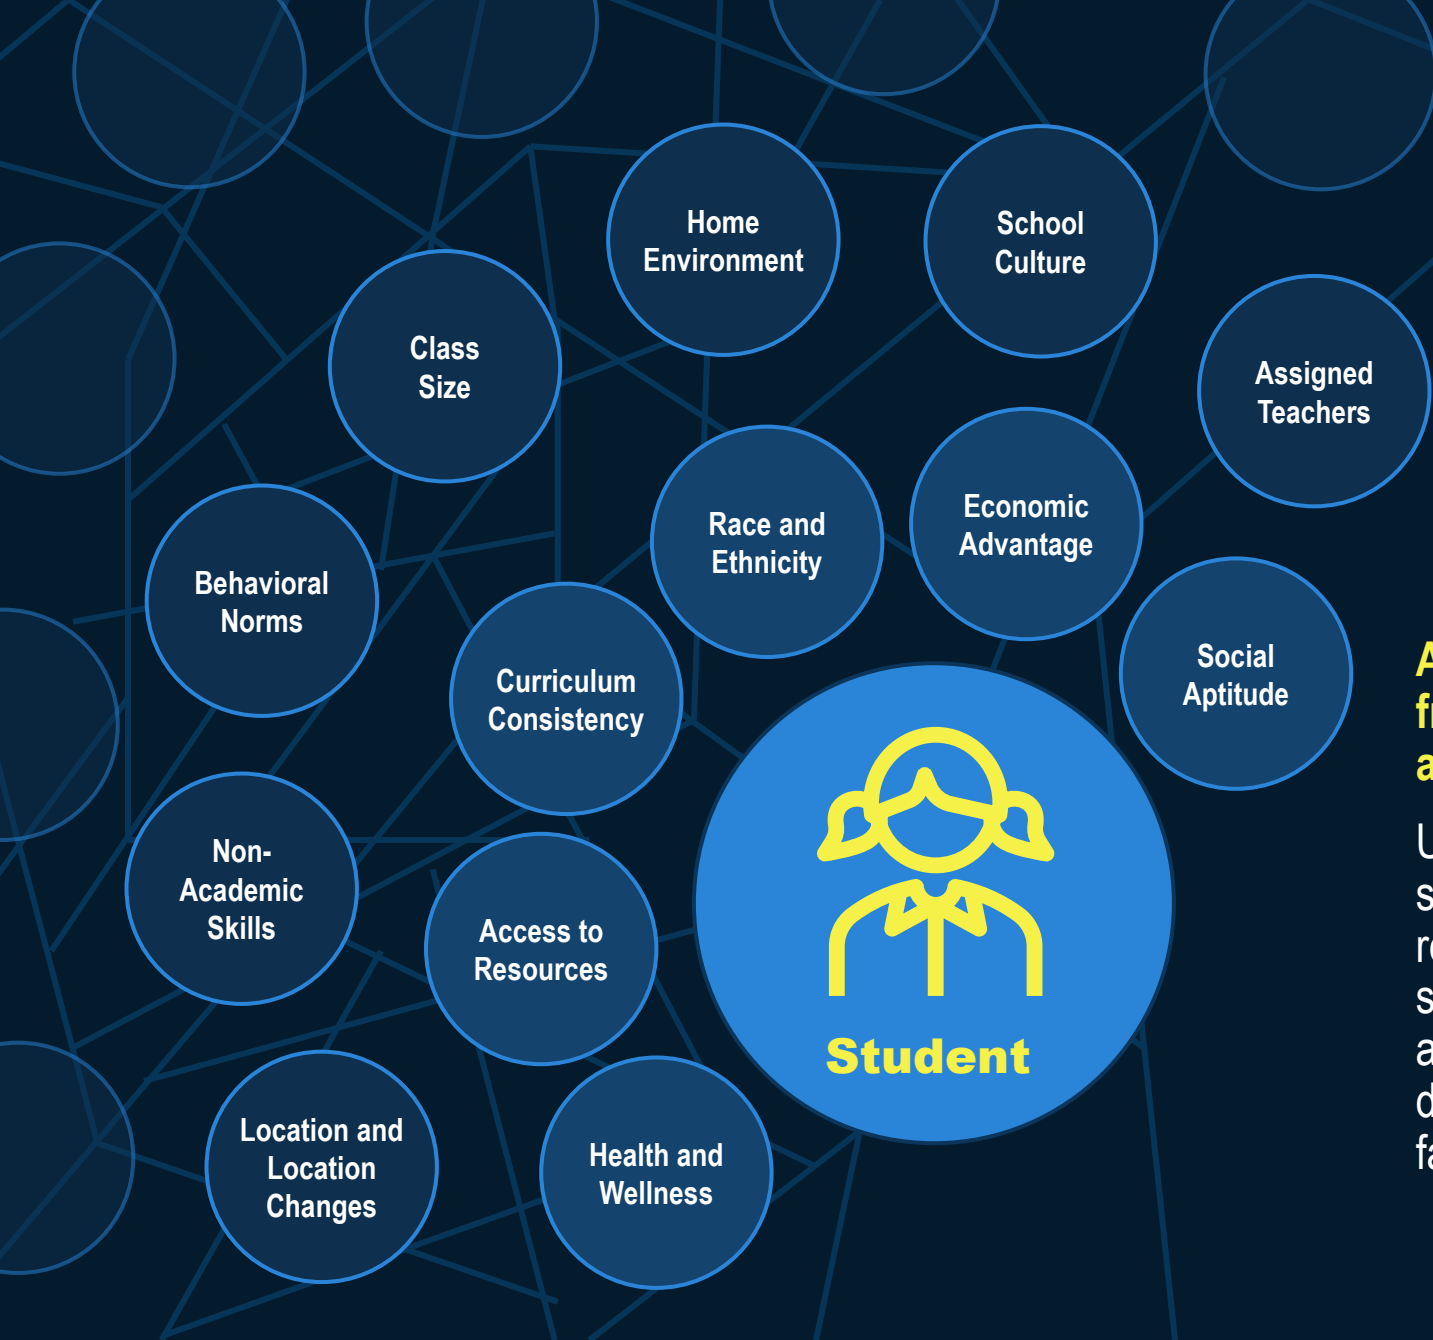 Home
Environment
School
Culture
Class
Size
Assigned
Teachers
Race and
Ethnicity
Economic
Advantage
Behavioral
Norms
Curriculum
Consistency
Social
Aptitude
Non-
Academic
Skills
Access to
Resources
Student
Location and
Location
Changes
Health and
Wellness